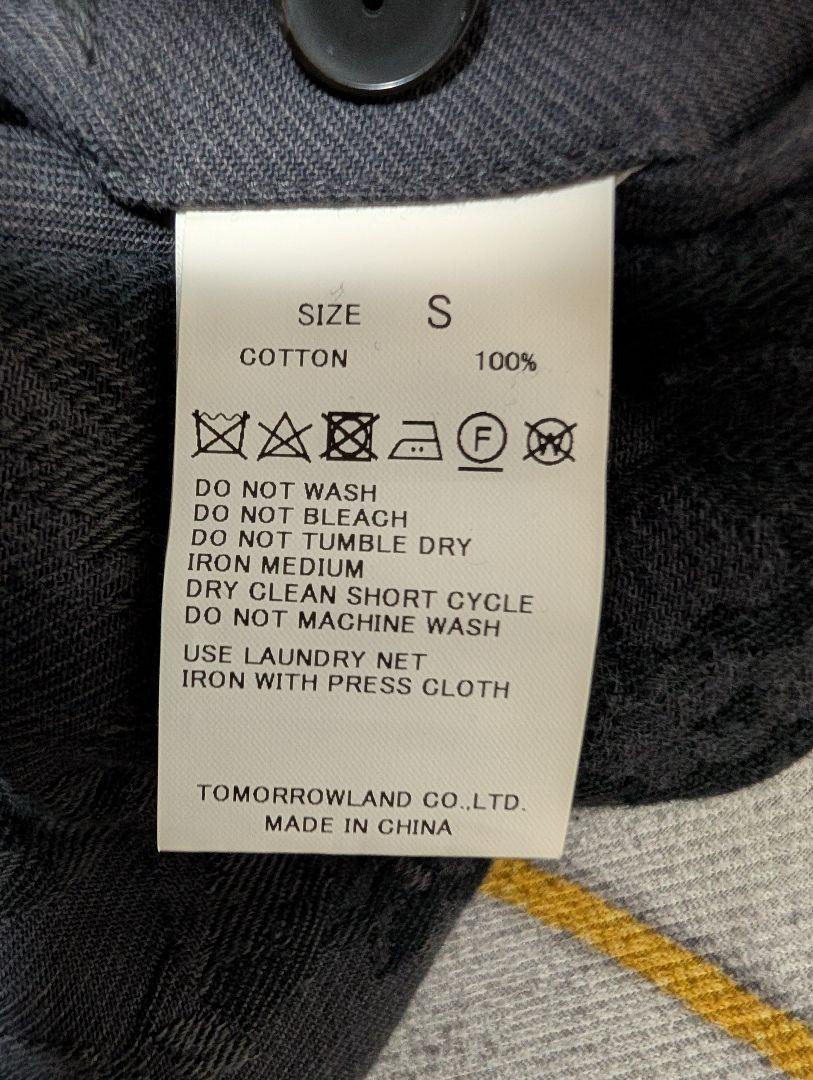 SIZE S
COTTON 100%
F W
DO NOT WASH
DO NOT BLEACH
DO NOT TUMBLE DRY
IRON MEDIUM
DRY CLEAN SHORT CYCLE
DO NOT MACHINE WASH
USE LAUNDRY NET
IRON WITH PRESS CLOTH
TOMORROWLAND CO.,LTD.
MADE IN CHINA